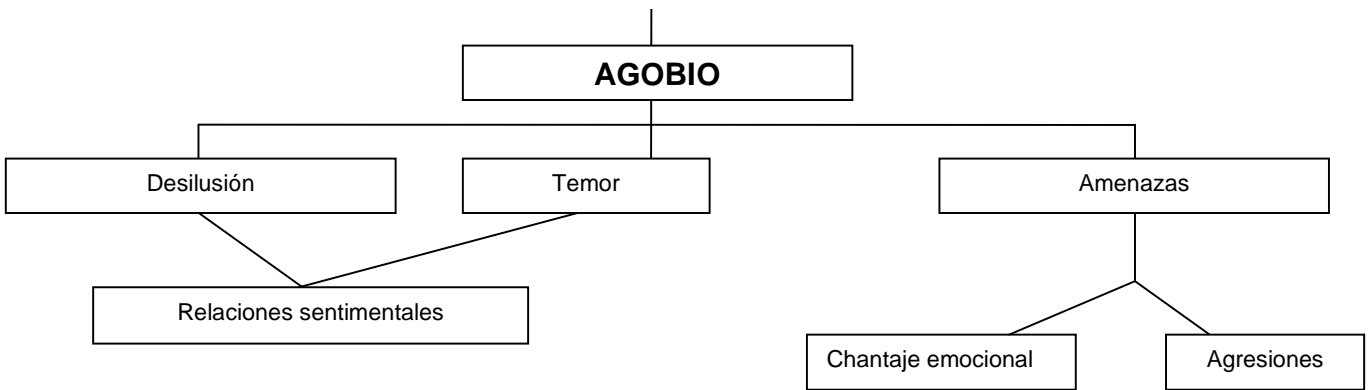 AGOBIO
Desilusión
Temor
Amenazas
Relaciones sentimentales
Chantaje emocional
Agresiones